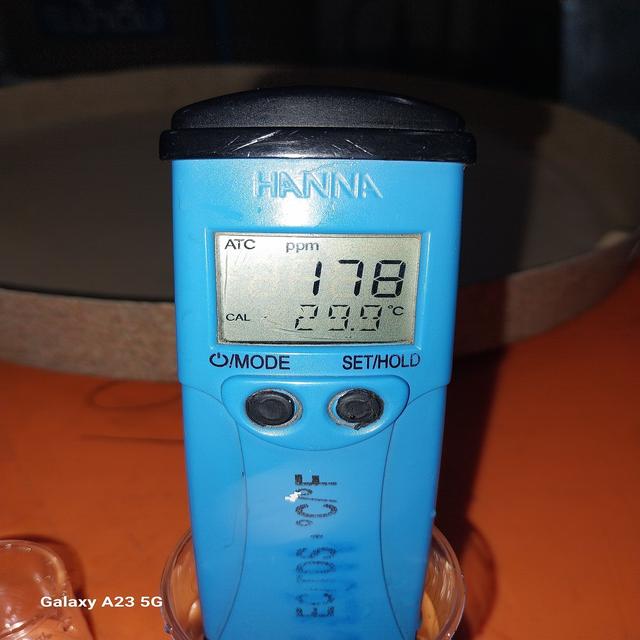 HANNA
ATC ppm
178
CAL 29.9 °C
⏻/MODE SET/HOLD
EC/TDS · °C/°F
Galaxy A23 5G